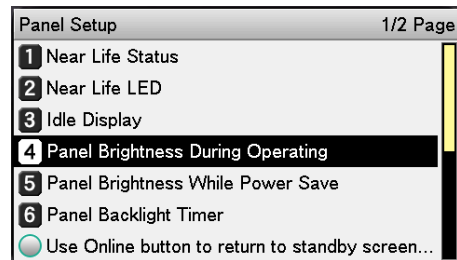 Panel Setup 1/2 Page
1 Near Life Status
2 Near Life LED
3 Idle Display
4 Panel Brightness During Operating
5 Panel Brightness While Power Save
6 Panel Backlight Timer
Use Online button to return to standby screen...